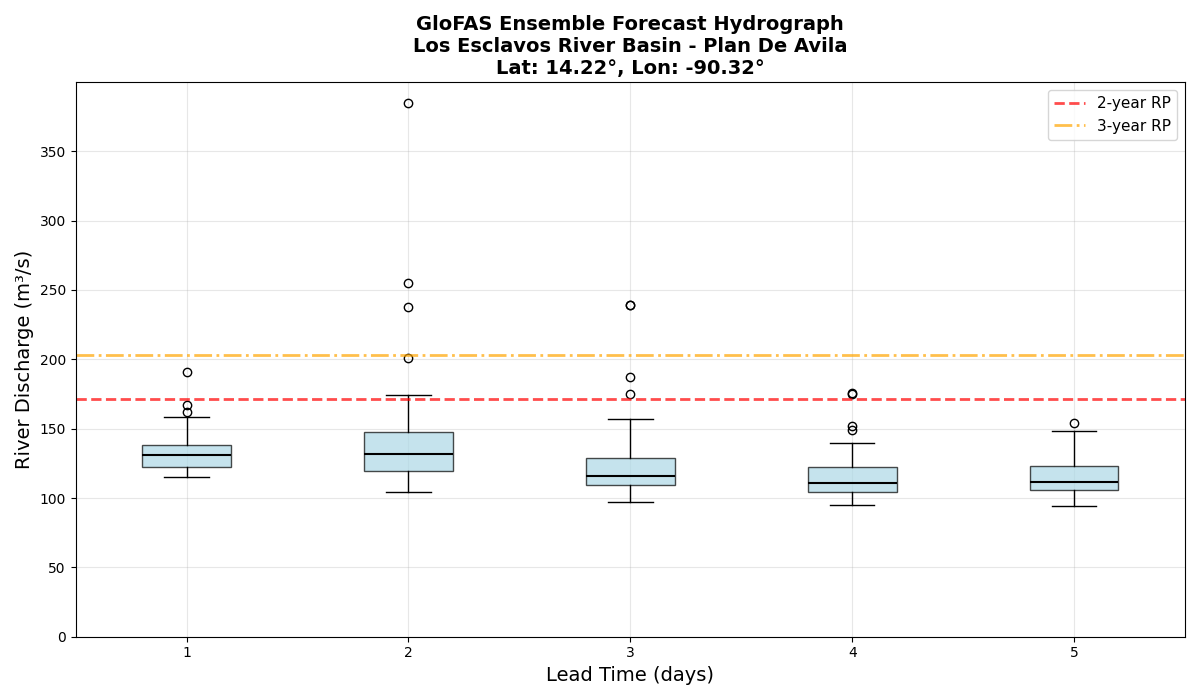 GloFAS Ensemble Forecast Hydrograph
Los Esclavos River Basin - Plan De Avila
Lat: 14.22°, Lon: -90.32°
2-year RP
3-year RP
River Discharge (m³/s)
350
300
250
200
150
100
50
0
1 2 3 4 5
Lead Time (days)